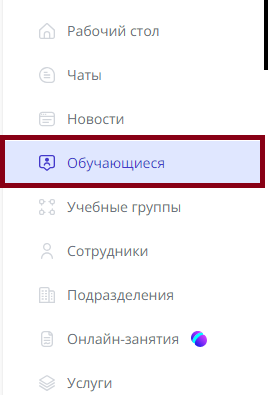 Рабочий стол
Чаты
Новости
Обучающиеся
Учебные группы
Сотрудники
Подразделения
Онлайн-занятия
Услуги